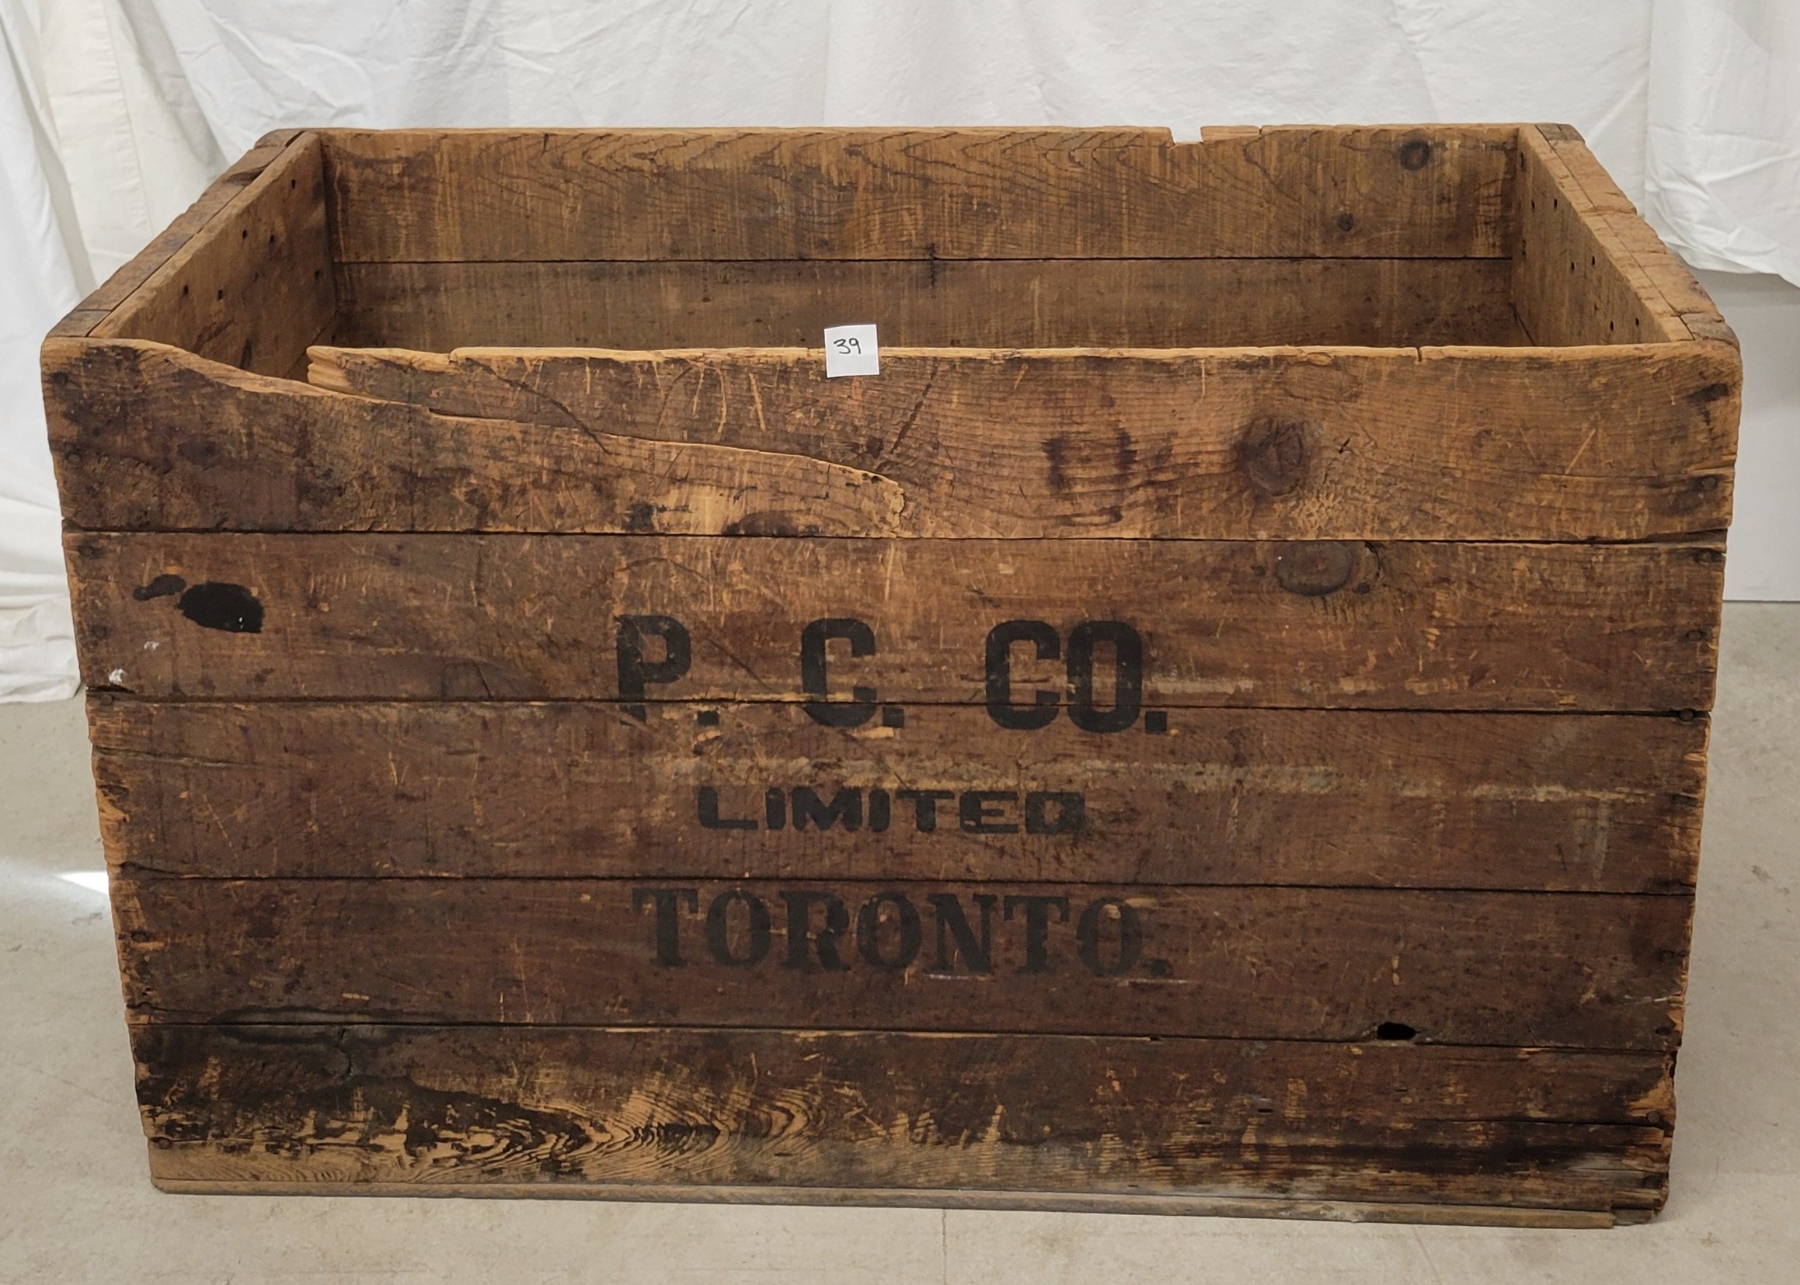 39
P. C. CO.
LIMITED
TORONTO.